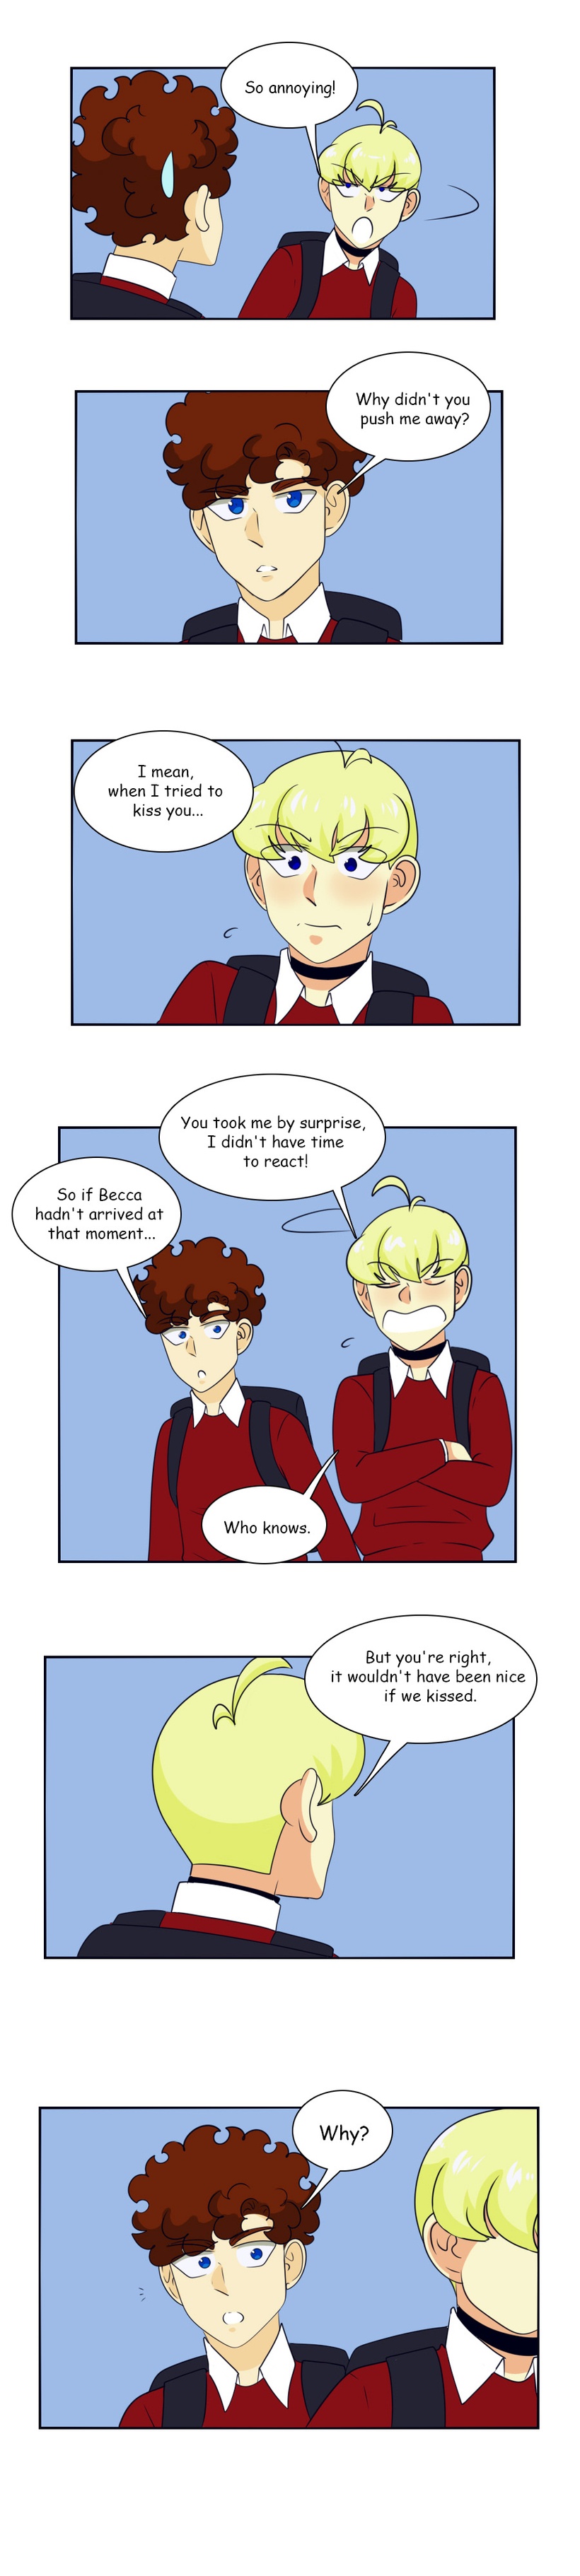 So annoying!
Why didn't you
push me away?
I mean,
when I tried to
kiss you...
You took me by surprise,
I didn't have time
to react!
So if Becca
hadn't arrived at
that moment...
Who knows.
But you're right,
it wouldn't have been nice
if we kissed.
Why?